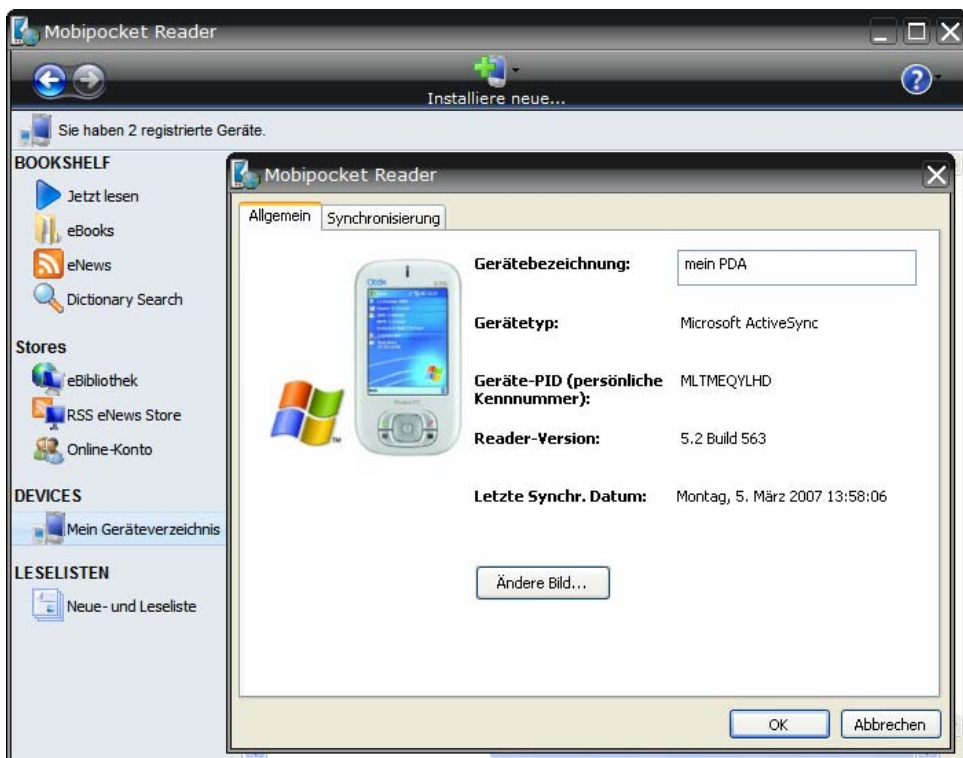 Mobipocket Reader
Installiere neue...
Sie haben 2 registrierte Geräte.
BOOKSHELF
Jetzt lesen
eBooks
eNews
Dictionary Search
Stores
eBibliothek
RSS eNews Store
Online-Konto
DEVICES
Mein Geräteverzeichnis
LESELISTEN
Neue- und Leseliste
Mobipocket Reader
Allgemein Synchronisierung
Gerätebezeichnung: mein PDA
Gerätetyp: Microsoft ActiveSync
Geräte-PID (persönliche MLTMEQYLHD
Kennnummer):
Reader-Version: 5.2 Build 563
Letzte Synchr. Datum: Montag, 5. März 2007 13:58:06
Ändere Bild...
OK Abbrechen